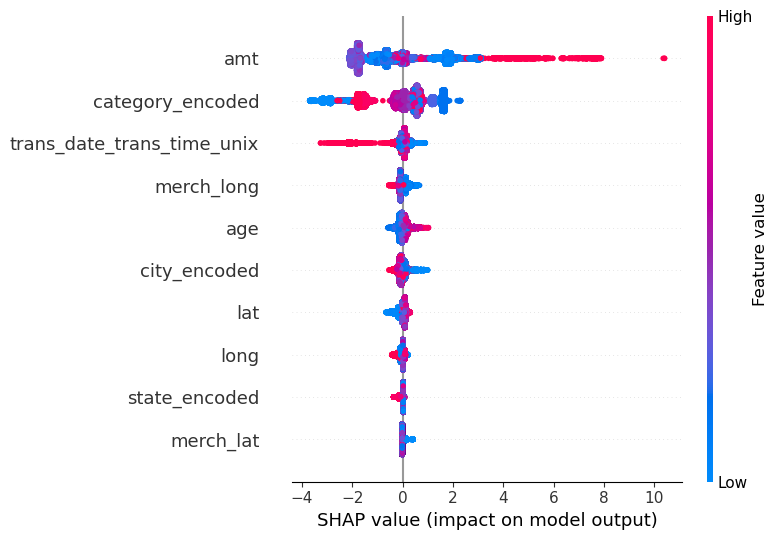 High
amt
category_encoded
trans_date_trans_time_unix
merch_long
age
city_encoded
lat
long
state_encoded
merch_lat
Feature value
Low
−4 −2 0 2 4 6 8 10
SHAP value (impact on model output)